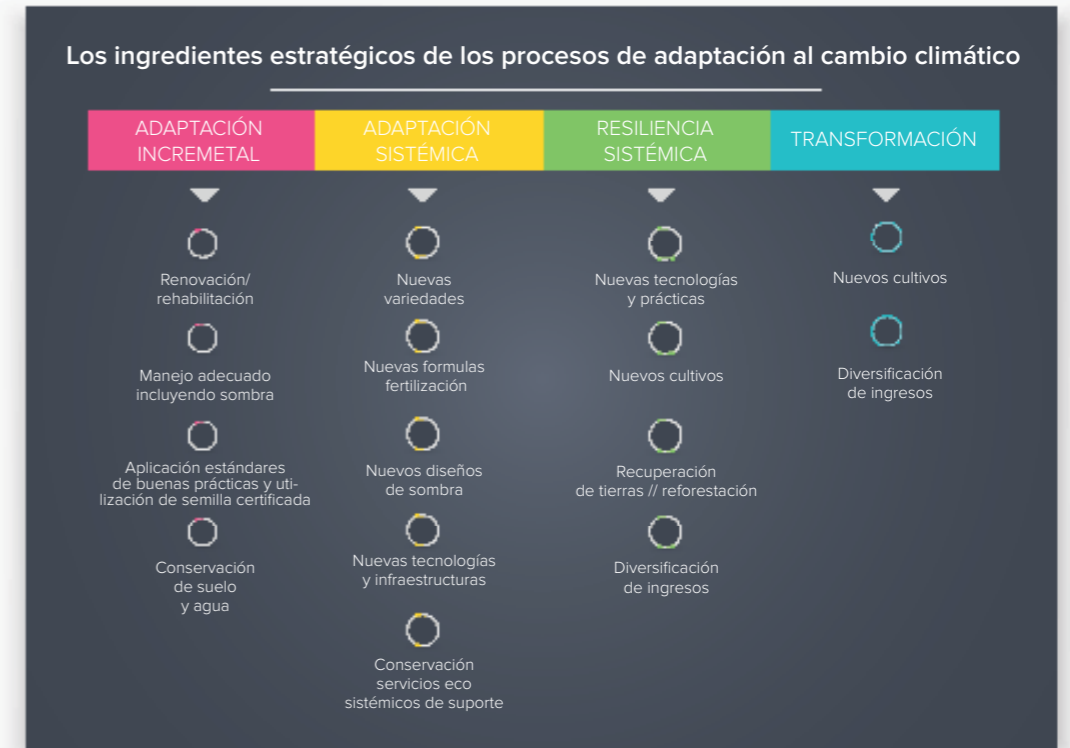 Los ingredientes estratégicos de los procesos de adaptación al cambio climático
ADAPTACIÓN
INCREMETAL
ADAPTACIÓN
SISTÉMICA
RESILIENCIA
SISTÉMICA
TRANSFORMACIÓN
Renovación/
rehabilitación
Manejo adecuado
incluyendo sombra
Aplicación estándares
de buenas prácticas y uti-
lización de semilla certificada
Conservación
de suelo
y agua
Nuevas
variedades
Nuevas formulas
fertilización
Nuevos diseños
de sombra
Nuevas tecnologías
y infraestructuras
Conservación
servicios eco
sistémicos de suporte
Nuevas tecnologías
y prácticas
Nuevos cultivos
Recuperación
de tierras // reforestación
Diversificación
de ingresos
Nuevos cultivos
Diversificación
de ingresos